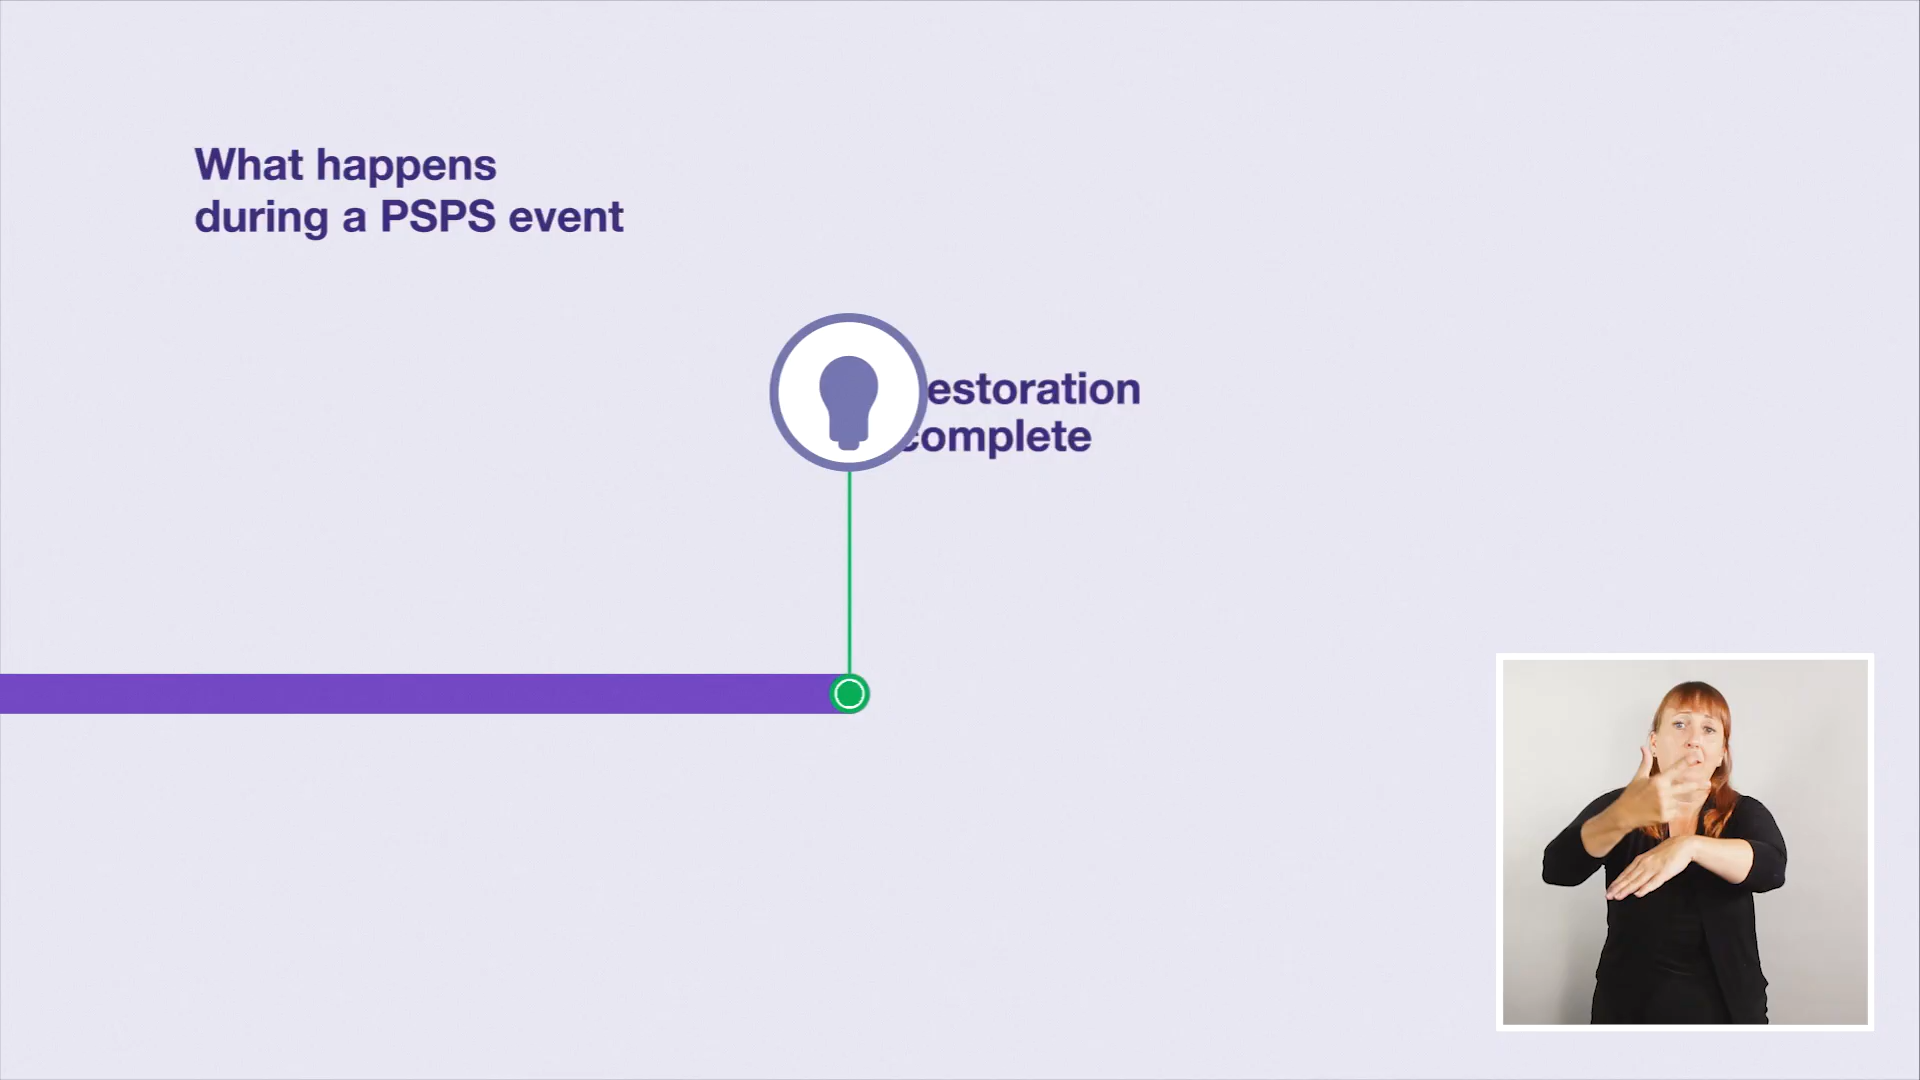 What happens
during a PSPS event
estoration
complete